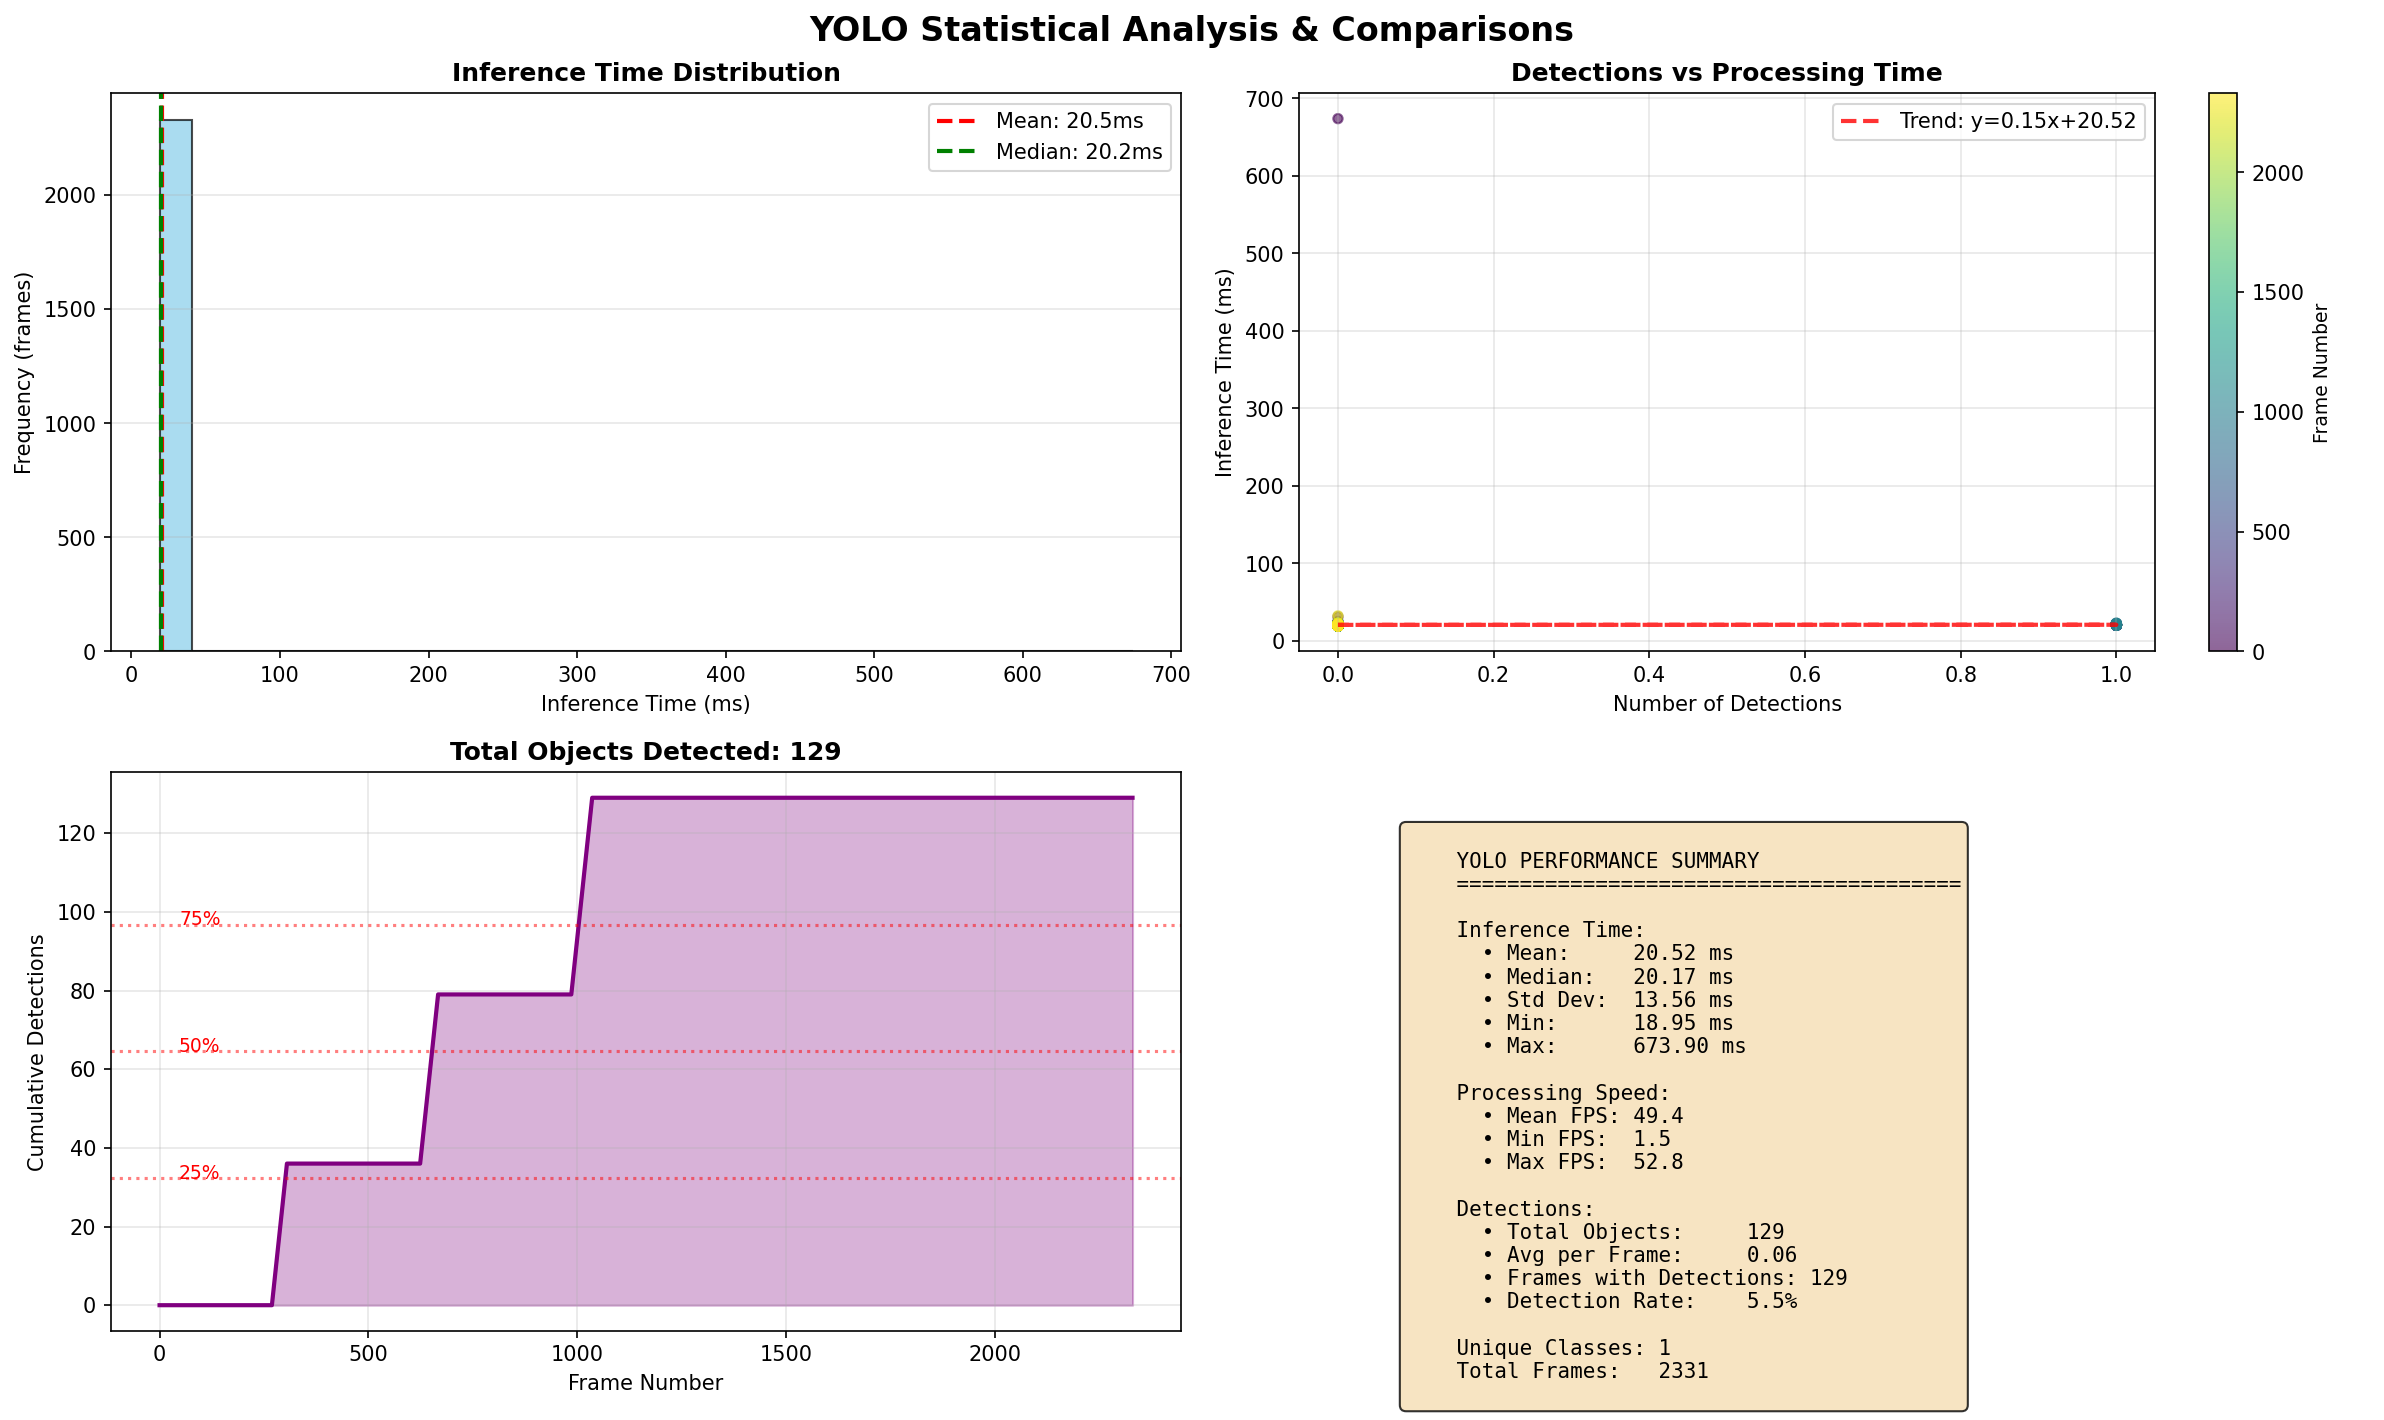 YOLO Statistical Analysis & Comparisons
Inference Time Distribution
Mean: 20.5ms
Median: 20.2ms
Frequency (frames)
2000
1500
1000
500
0
0 100 200 300 400 500 600 700
Inference Time (ms)
Detections vs Processing Time
Trend: y=0.15x+20.52
Inference Time (ms)
700
600
500
400
300
200
100
0
0.0 0.2 0.4 0.6 0.8 1.0
Number of Detections
2000
1500
1000
500
0
Frame Number
Total Objects Detected: 129
Cumulative Detections
120
100
80
60
40
20
0
75%
50%
25%
0 500 1000 1500 2000
Frame Number
YOLO PERFORMANCE SUMMARY
========================================
Inference Time:
• Mean: 20.52 ms
• Median: 20.17 ms
• Std Dev: 13.56 ms
• Min: 18.95 ms
• Max: 673.90 ms
Processing Speed:
• Mean FPS: 49.4
• Min FPS: 1.5
• Max FPS: 52.8
Detections:
• Total Objects: 129
• Avg per Frame: 0.06
• Frames with Detections: 129
• Detection Rate: 5.5%
Unique Classes: 1
Total Frames: 2331